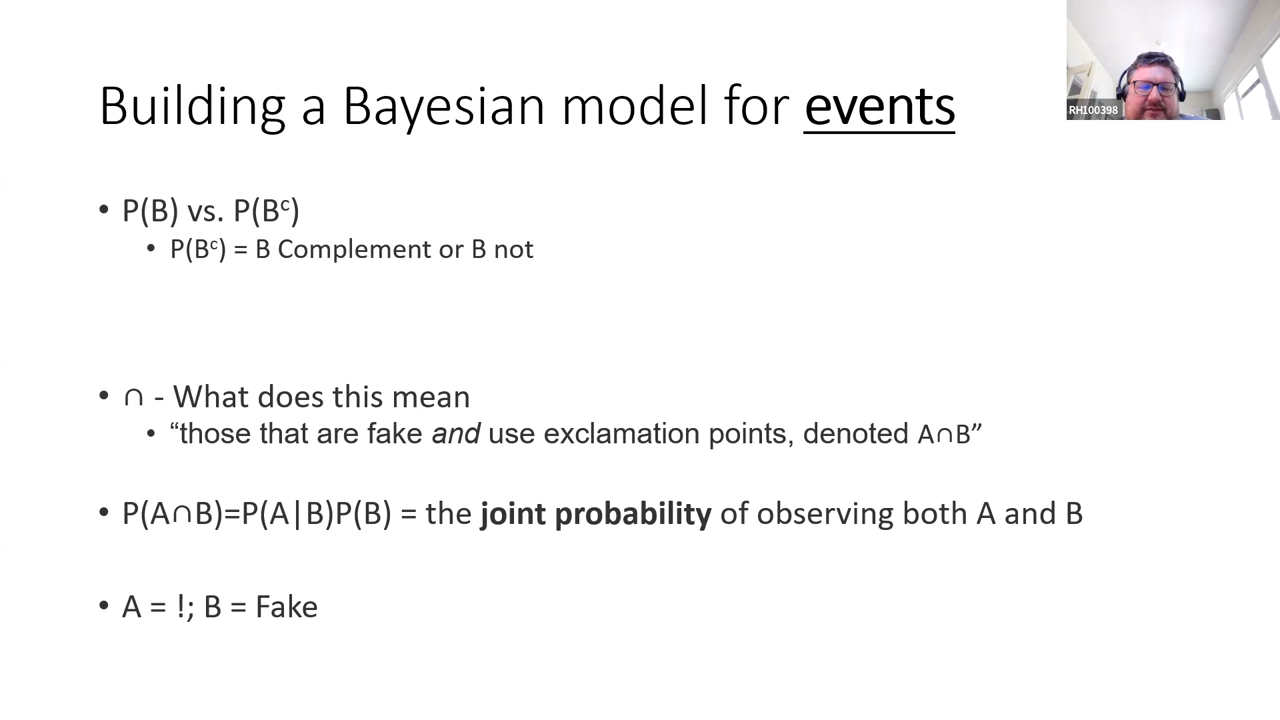 Building a Bayesian model for events
RH100398
• P(B) vs. P(Bᶜ)
• P(Bᶜ) = B Complement or B not
• ∩ - What does this mean
• “those that are fake and use exclamation points, denoted A∩B”
• P(A∩B)=P(A|B)P(B) = the joint probability of observing both A and B
• A = !; B = Fake